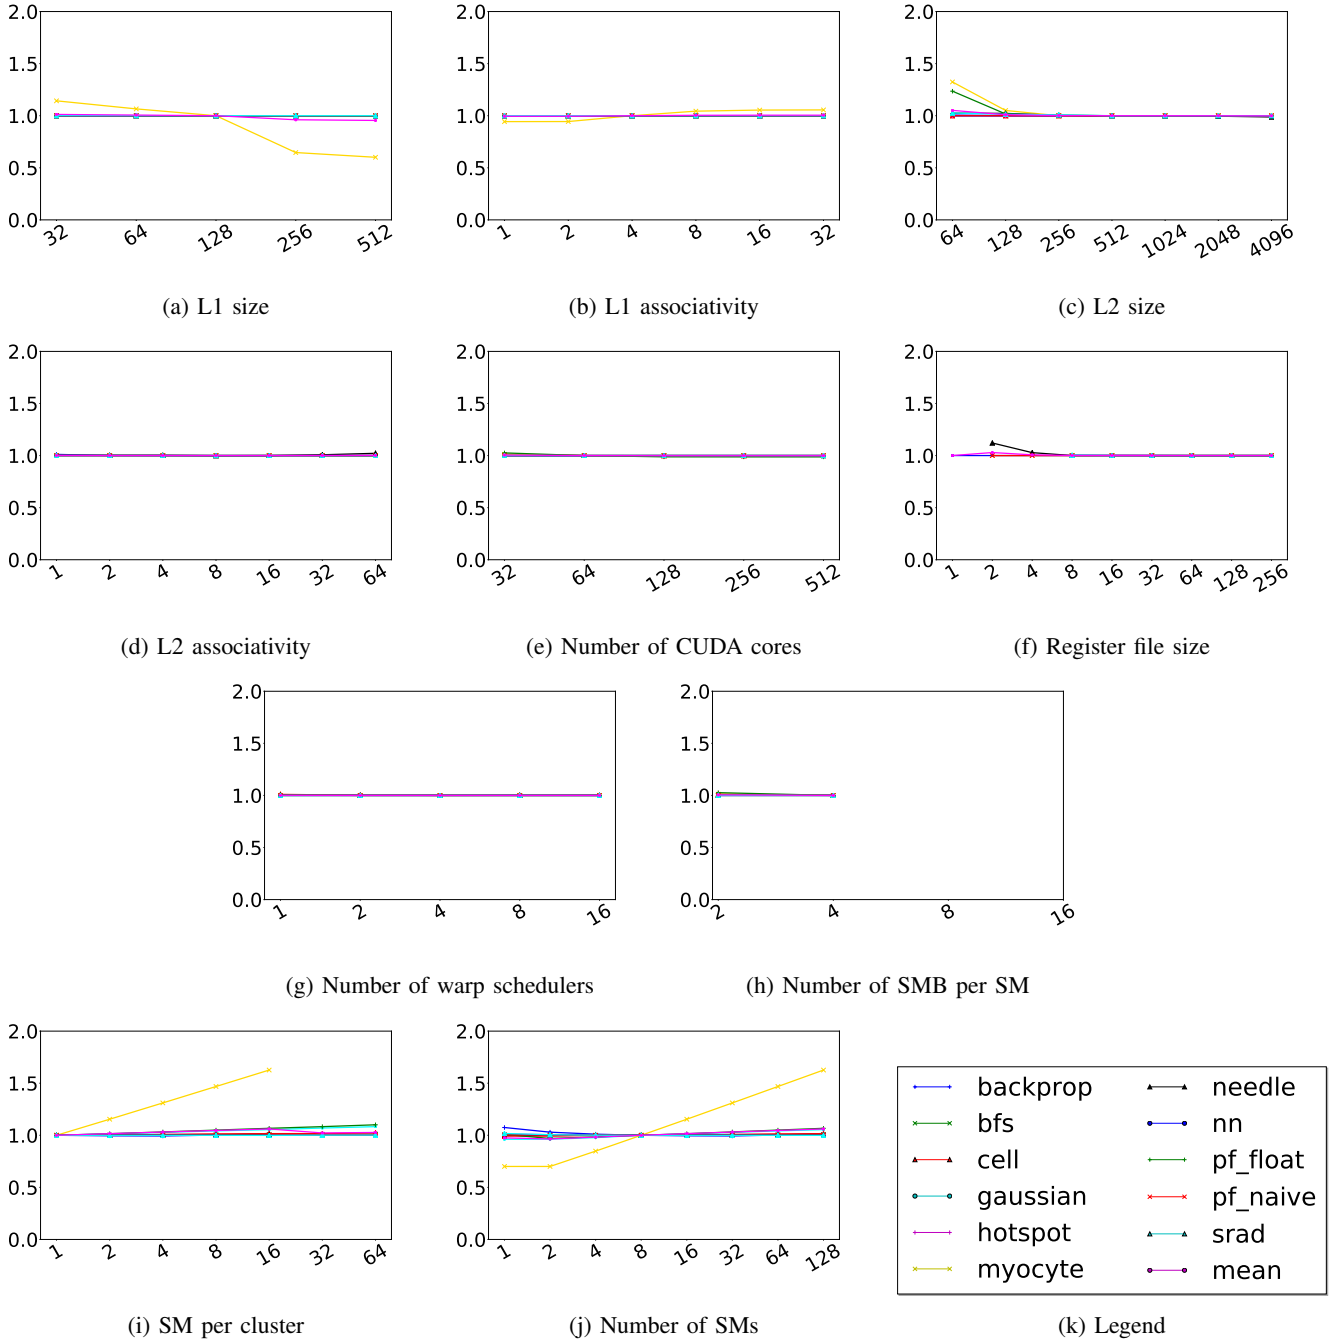 2.0 2.0 2.0
1.5 1.5 1.5
1.0 1.0 1.0
0.5 0.5 0.5
0.0 0.0 0.0
32 64 128 256 512 1 2 4 8 16 32 64 128 256 512 1024 2048 4096
(a) L1 size (b) L1 associativity (c) L2 size
2.0 2.0 2.0
1.5 1.5 1.5
1.0 1.0 1.0
0.5 0.5 0.5
0.0 0.0 0.0
1 2 4 8 16 32 64 32 64 128 256 512 1 2 4 8 16 32 64 128 256
(d) L2 associativity (e) Number of CUDA cores (f) Register file size
2.0 2.0
1.5 1.5
1.0 1.0
0.5 0.5
0.0 0.0
1 2 4 8 16 2 4 8 16
(g) Number of warp schedulers (h) Number of SMB per SM
2.0 2.0
1.5 1.5
1.0 1.0
0.5 0.5
0.0 0.0
1 2 4 8 16 32 64 1 2 4 8 16 32 64 128
backprop needle
bfs nn
cell pf_float
gaussian pf_naive
hotspot srad
myocyte mean
(i) SM per cluster (j) Number of SMs (k) Legend